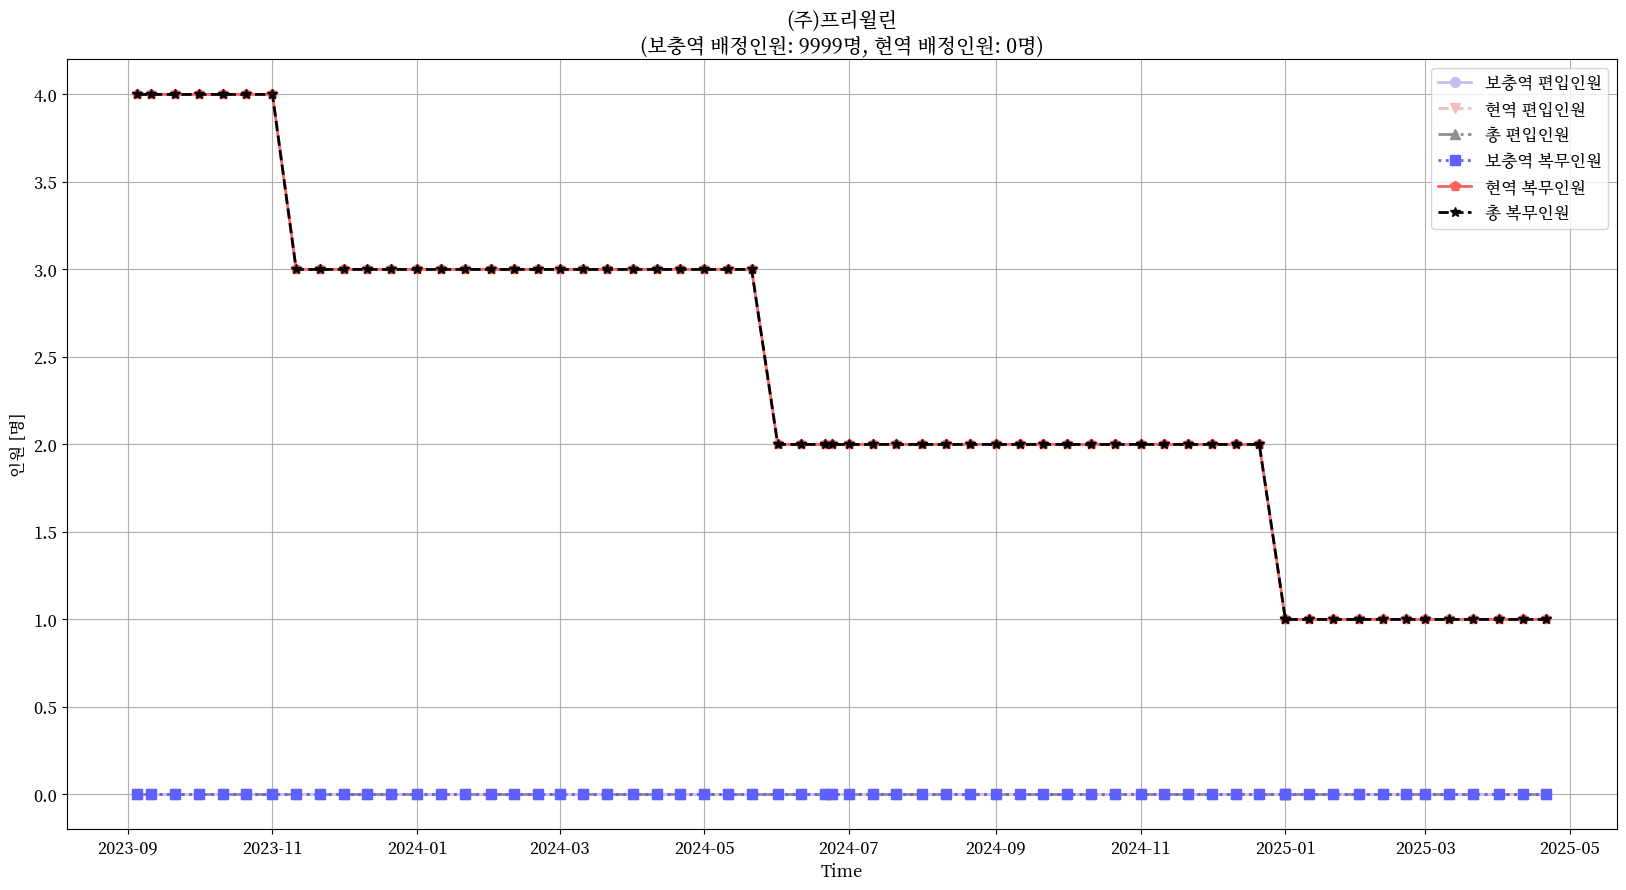 (주)프리윌린
(보충역 배정인원: 9999명, 현역 배정인원: 0명)
보충역 편입인원
현역 편입인원
총 편입인원
보충역 복무인원
현역 복무인원
총 복무인원
인원 [명]
4.0
3.5
3.0
2.5
2.0
1.5
1.0
0.5
0.0
2023-09
2023-11
2024-01
2024-03
2024-05
2024-07
2024-09
2024-11
2025-01
2025-03
2025-05
Time